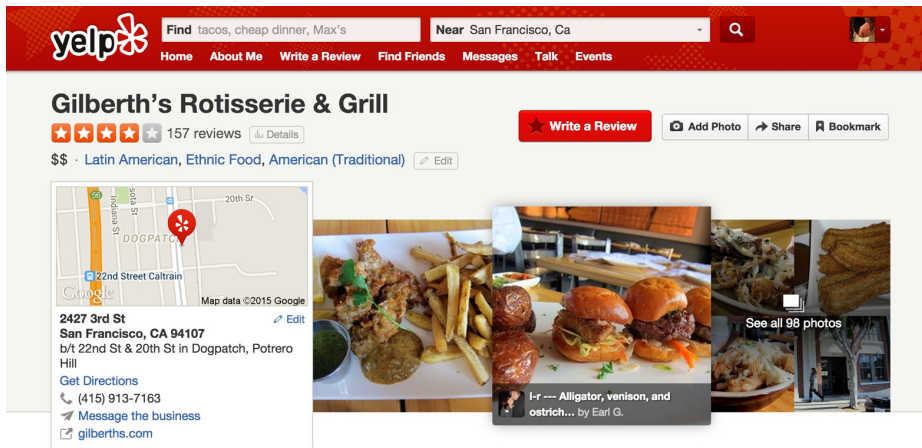 yelp
Find tacos, cheap dinner, Max's
Near San Francisco, Ca
Home About Me Write a Review Find Friends Messages Talk Events
Gilberth's Rotisserie & Grill
157 reviews Details
Write a Review Add Photo Share Bookmark
$$ · Latin American, Ethnic Food, American (Traditional) Edit
56
Indiana St
sota St
20th St
DOGPATCH
22nd Street Caltrain
Google
Map data ©2015 Google
2427 3rd St Edit
San Francisco, CA 94107
b/t 22nd St & 20th St in Dogpatch, Potrero
Hill
Get Directions
(415) 913-7163
Message the business
gilberths.com
l-r --- Alligator, venison, and
ostrich... by Earl G.
See all 98 photos